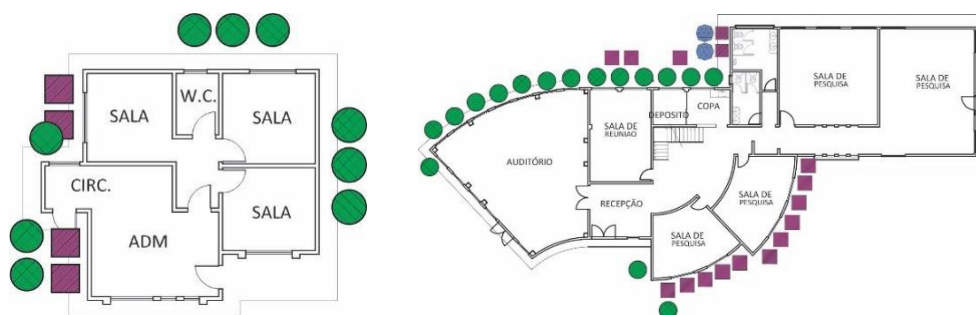 SALA
W.C.
SALA
CIRC.
SALA
ADM
SALA DE
PESQUISA
SALA DE
PESQUISA
COPA
DEPOSITO
SALA DE
REUNIAO
AUDITÓRIO
SALA DE
PESQUISA
RECEPÇÃO
SALA DE
PESQUISA